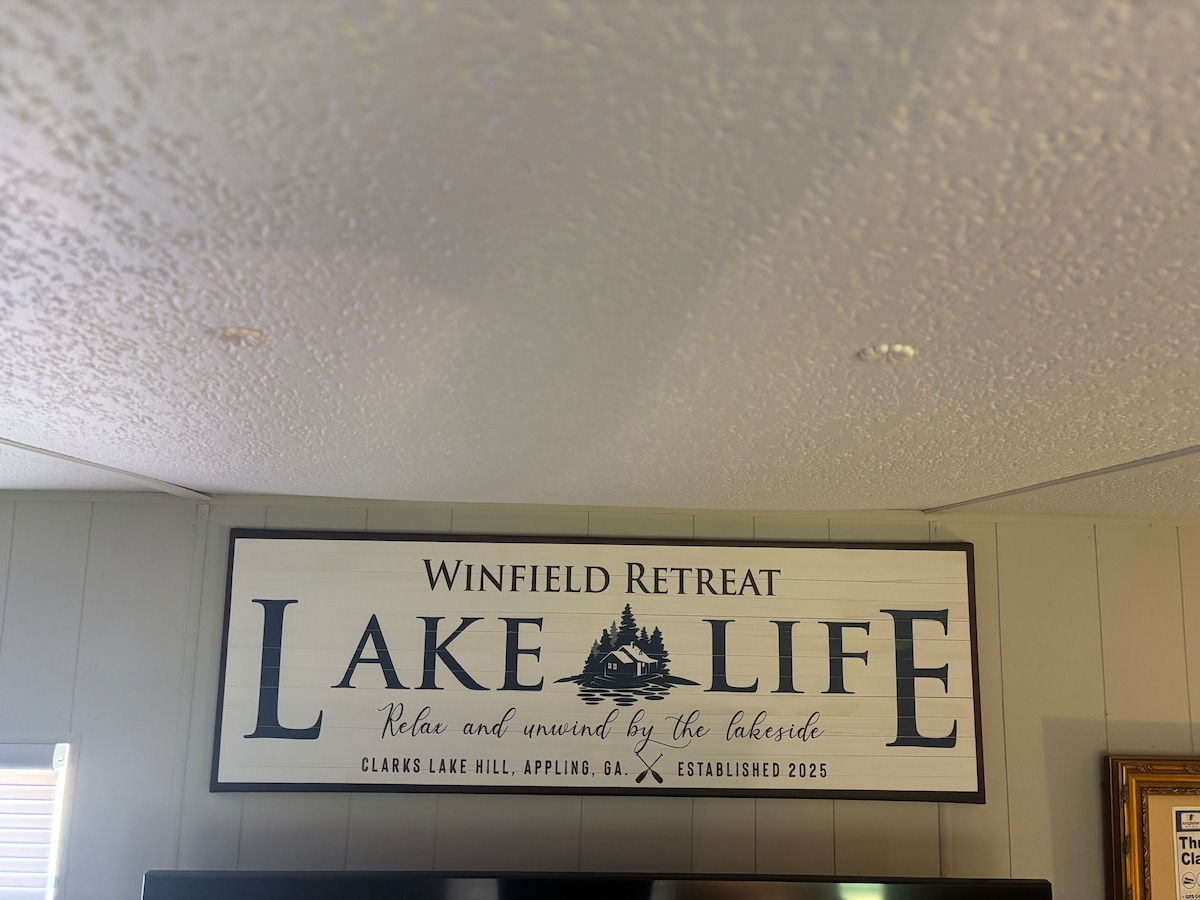 WINFIELD RETREAT
LAKE LIFE
Relax and unwind by the lakeside
CLARKS LAKE HILL, APPLING, GA. ESTABLISHED 2025